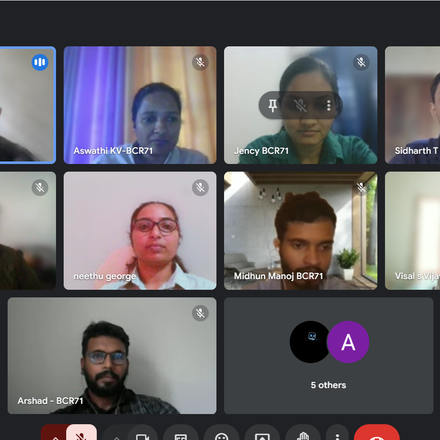 Aswathi KV-BCR71
Jency BCR71
Sidharth T
neethu george
Midhun Manoj BCR71
Visal s Vija
Arshad - BCR71
A
5 others